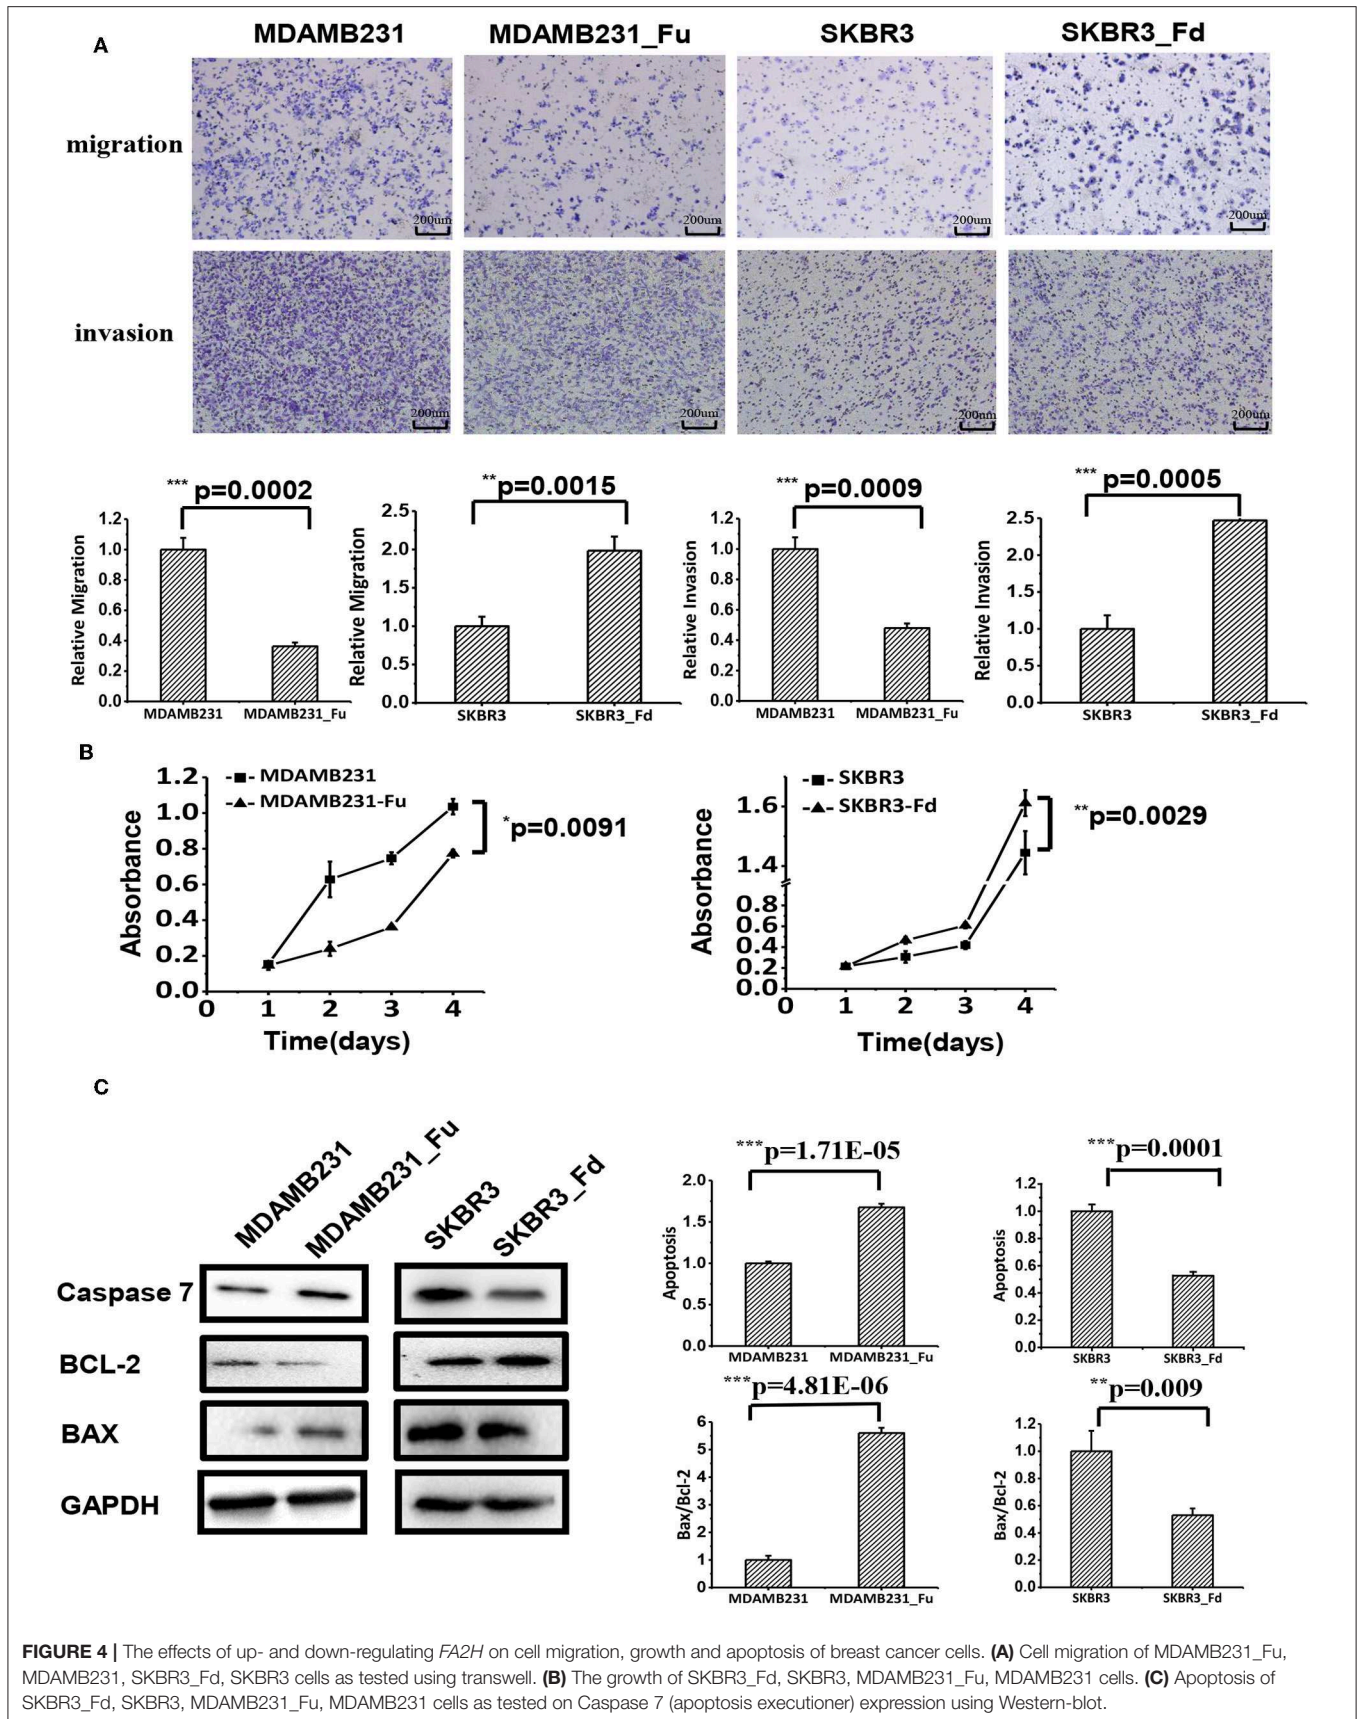 A
MDAMB231 MDAMB231_Fu SKBR3 SKBR3_Fd
migration
200um 200um 200um 200um
invasion
200um 200um 200um 200um
*** p=0.0002
Relative Migration
1.2
1.0
0.8
0.6
0.4
0.2
0.0
MDAMB231 MDAMB231_Fu
**p=0.0015
Relative Migration
2.5
2.0
1.5
1.0
0.5
0.0
SKBR3 SKBR3_Fd
*** p=0.0009
Relative Invasion
1.2
1.0
0.8
0.6
0.4
0.2
0.0
MDAMB231 MDAMB231_Fu
*** p=0.0005
Relative Invasion
2.5
2.0
1.5
1.0
0.5
0.0
SKBR3 SKBR3_Fd
B
MDAMB231
MDAMB231-Fu
*p=0.0091
Absorbance
1.2
1.0
0.8
0.6
0.4
0.2
0.0
0 1 2 3 4
Time(days)
SKBR3
SKBR3-Fd
**p=0.0029
Absorbance
1.6
1.4
0.8
0.6
0.4
0.2
0.0
0 1 2 3 4
Time(days)
C
MDAMB231 MDAMB231_Fu SKBR3 SKBR3_Fd
Caspase 7
BCL-2
BAX
GAPDH
***p=1.71E-05
Apoptosis
2.0
1.5
1.0
0.5
0.0
MDAMB231 MDAMB231_Fu
***p=0.0001
Apoptosis
1.2
1.0
0.8
0.6
0.4
0.2
0.0
SKBR3 SKBR3_Fd
***p=4.81E-06
Bax/Bcl-2
6
5
4
3
2
1
0
MDAMB231 MDAMB231_Fu
**p=0.009
Bax/Bcl-2
1.2
1.0
0.8
0.6
0.4
0.2
0.0
SKBR3 SKBR3_Fd
FIGURE 4 | The effects of up- and down-regulating FA2H on cell migration, growth and apoptosis of breast cancer cells. (A) Cell migration of MDAMB231_Fu,
MDAMB231, SKBR3_Fd, SKBR3 cells as tested using transwell. (B) The growth of SKBR3_Fd, SKBR3, MDAMB231_Fu, MDAMB231 cells. (C) Apoptosis of
SKBR3_Fd, SKBR3, MDAMB231_Fu, MDAMB231 cells as tested on Caspase 7 (apoptosis executioner) expression using Western-blot.